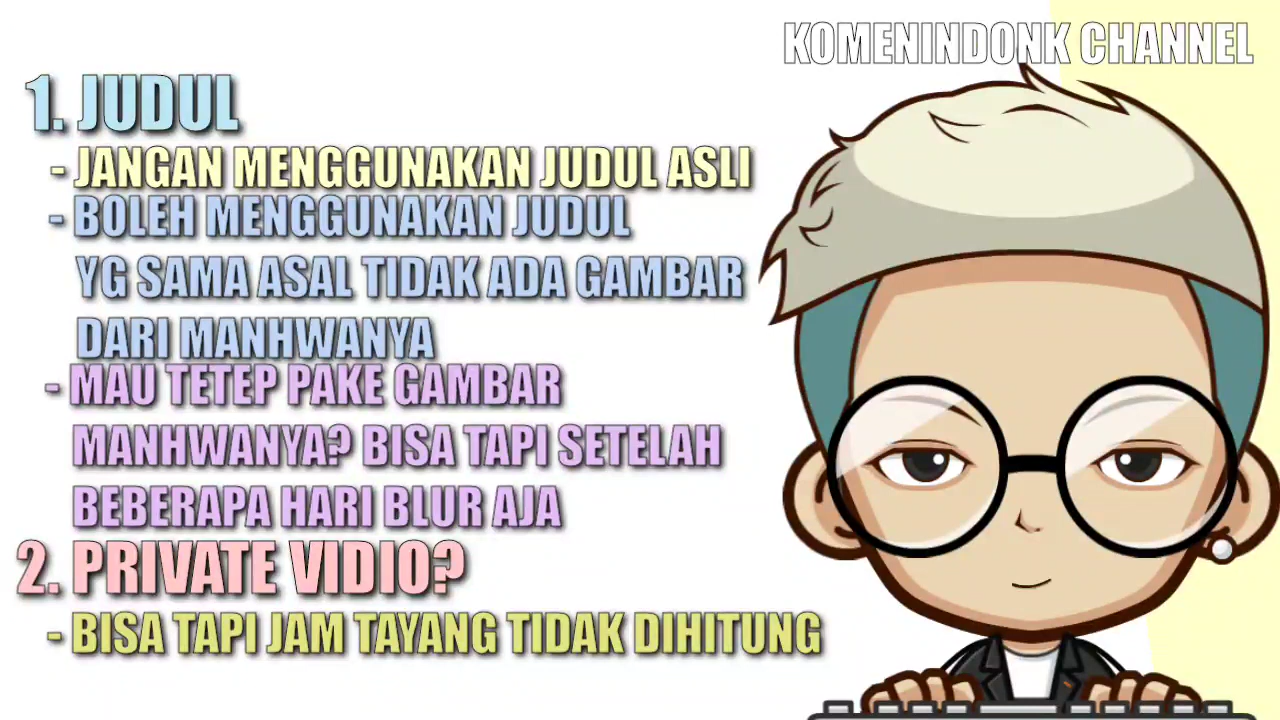 KOMENINDONK CHANNEL
1. JUDUL
- JANGAN MENGGUNAKAN JUDUL ASLI
- BOLEH MENGGUNAKAN JUDUL
YG SAMA ASAL TIDAK ADA GAMBAR
DARI MANHWANYA
- MAU TETEP PAKE GAMBAR
MANHWANYA? BISA TAPI SETELAH
BEBERAPA HARI BLUR AJA
2. PRIVATE VIDIO?
- BISA TAPI JAM TAYANG TIDAK DIHITUNG